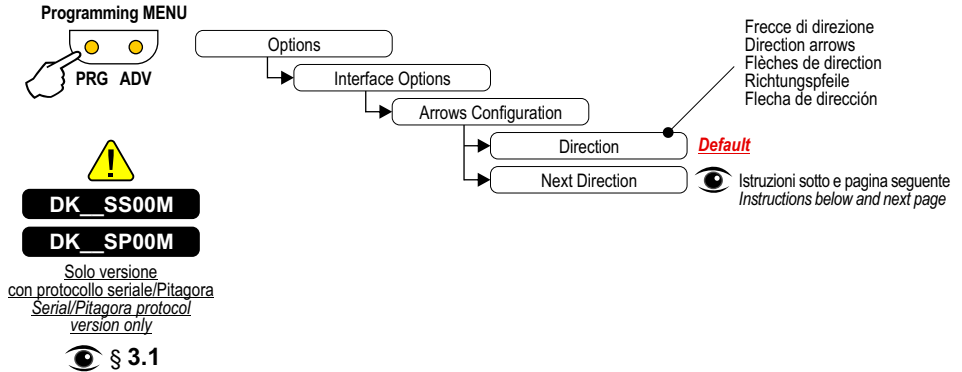 Programming MENU
PRG ADV
Options
Interface Options
Arrows Configuration
Direction
Next Direction
Frecce di direzione
Direction arrows
Flèches de direction
Richtungspfeile
Flecha de dirección
Default
Istruzioni sotto e pagina seguente
Instructions below and next page
!
DK__SS00M
DK__SP00M
Solo versione
con protocollo seriale/Pitagora
Serial/Pitagora protocol
version only
§ 3.1